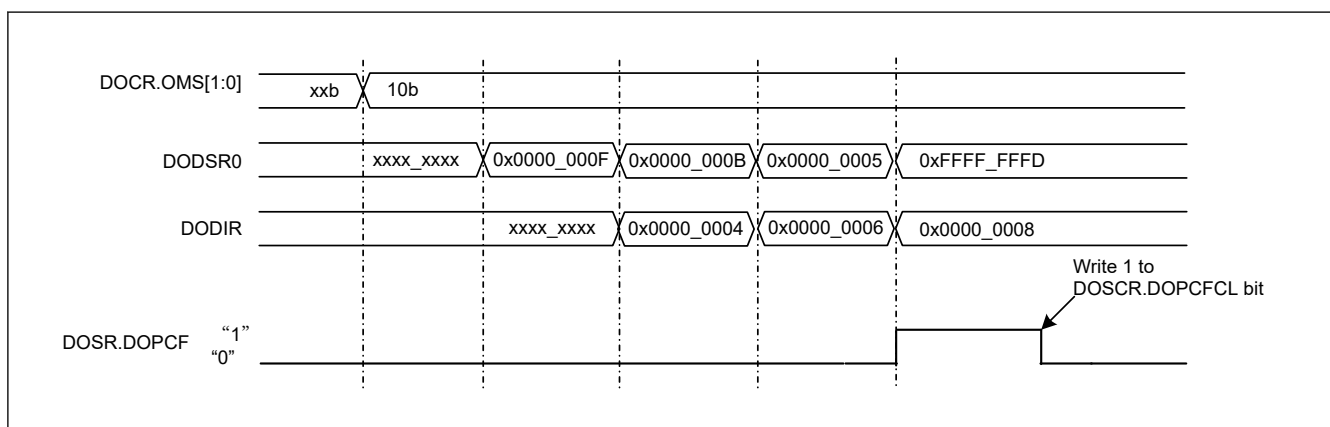 DOCR.OMS[1:0] xxb 10b
DODSR0 xxxx_xxxx 0x0000_000F 0x0000_000B 0x0000_0005 0xFFFF_FFFD
DODIR xxxx_xxxx 0x0000_0004 0x0000_0006 0x0000_0008
Write 1 to
DOSCR.DOPCFCL bit
DOSR.DOPCF “1”
“0”